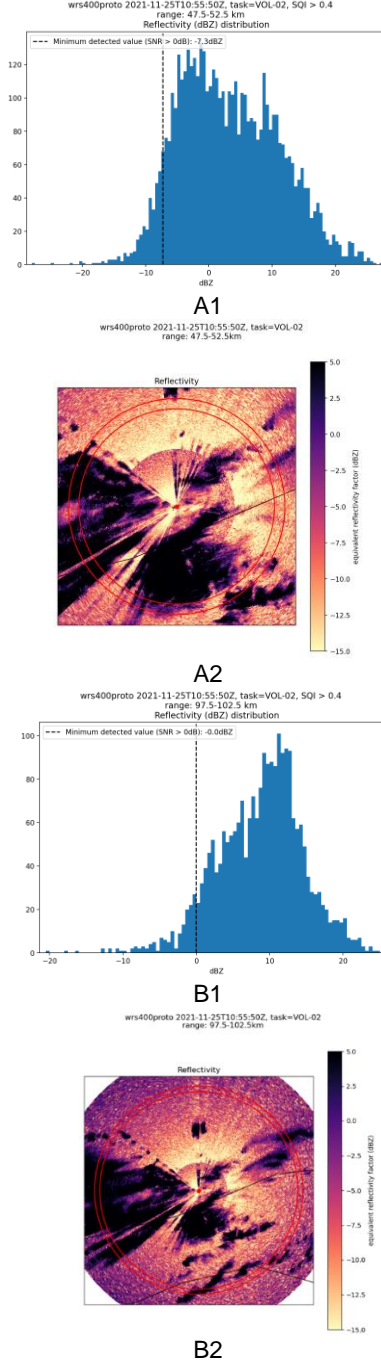 wrs400proto 2021-11-25T10:55:50Z, task=VOL-02, SQI > 0.4
range: 47.5-52.5 km
Reflectivity (dBZ) distribution
--- Minimum detected value (SNR > 0dB): -7.3dBZ
120
100
80
60
40
20
0
−20 −10 0 10 20
dBZ
A1
wrs400proto 2021-11-25T10:55:50Z, task=VOL-02
range: 47.5-52.5km
Reflectivity
5.0
2.5
0.0
−2.5
−5.0
−7.5
−10.0
−12.5
−15.0
equivalent reflectivity factor (dBZ)
A2
wrs400proto 2021-11-25T10:55:50Z, task=VOL-02, SQI > 0.4
range: 97.5-102.5 km
Reflectivity (dBZ) distribution
--- Minimum detected value (SNR > 0dB): -0.0dBZ
100
80
60
40
20
0
−20 −10 0 10 20
dBZ
B1
wrs400proto 2021-11-25T10:55:50Z, task=VOL-02
range: 97.5-102.5km
Reflectivity
5.0
2.5
0.0
−2.5
−5.0
−7.5
−10.0
−12.5
−15.0
equivalent reflectivity factor (dBZ)
B2